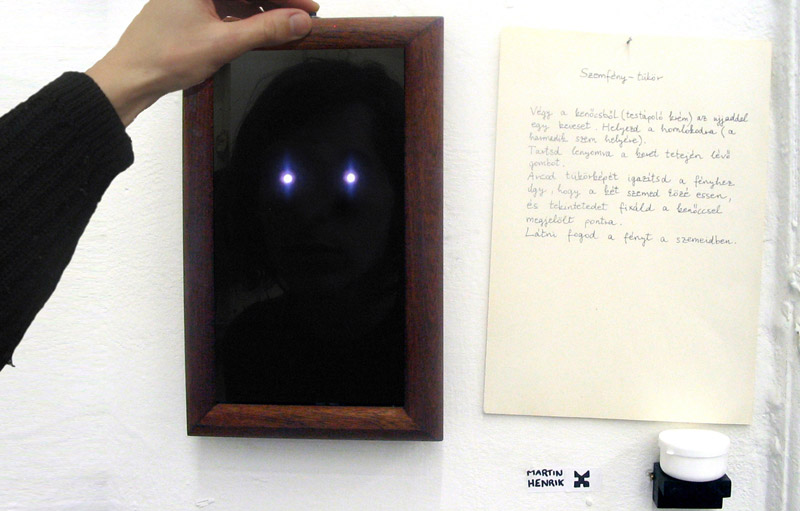 Szemfény-tükör
Végy a kenőcsből (testápoló krém) az ujjaddal
egy keveset. Helyezd a homlokodra (a
harmadik szem helyére).
Tartsd lenyomva a keret tetején lévő
gombot.
Arcod tükörképét igazítsd a fényhez
úgy, hogy a két szemed közé essen,
és tekintetedet fixáld a kenőccsel
megjelölt pontra.
Látni fogod a fényt a szemeidben.
MARTIN
HENRIK